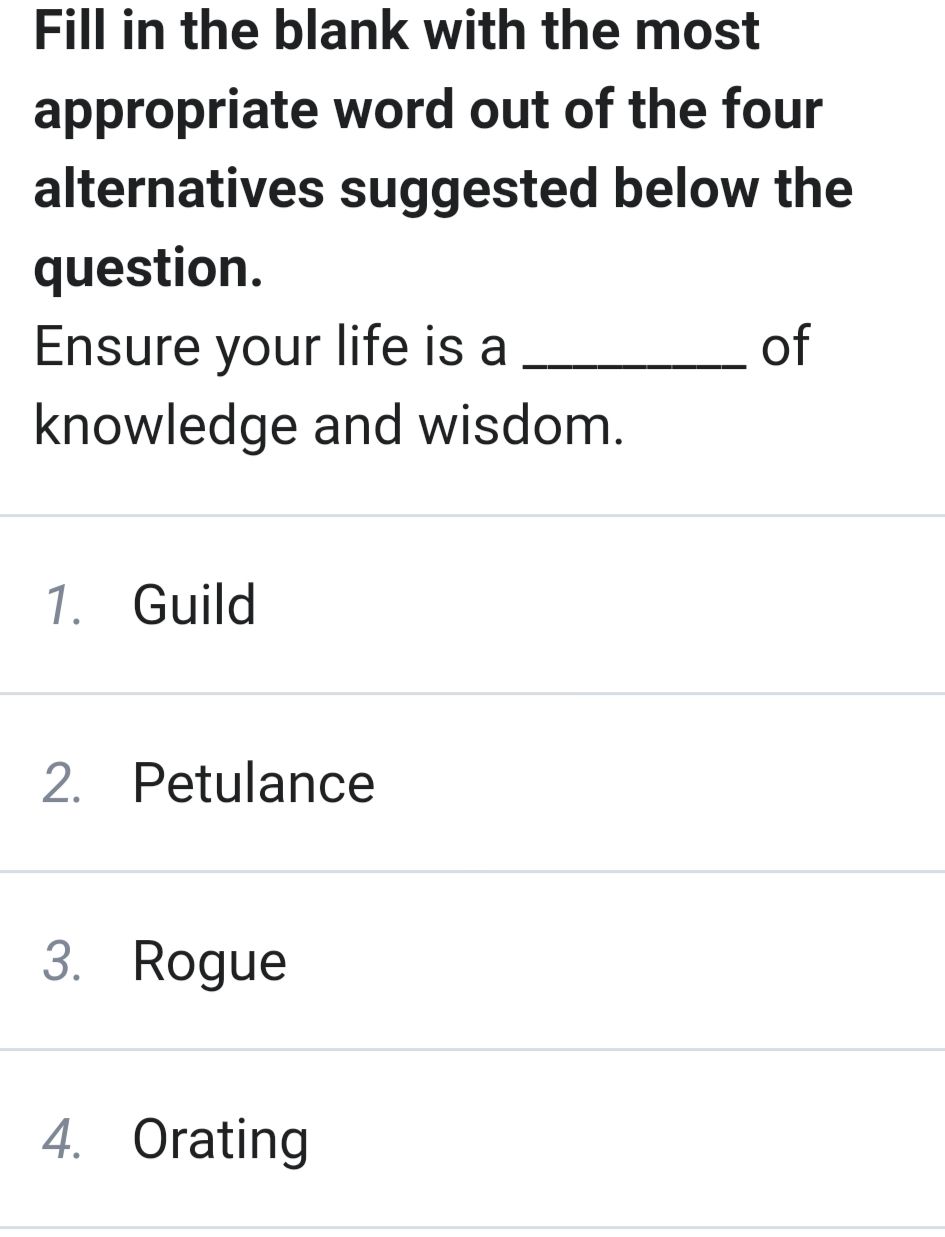 Fill in the blank with the most
appropriate word out of the four
alternatives suggested below the
question.
Ensure your life is a _________ of
knowledge and wisdom.
1. Guild
2. Petulance
3. Rogue
4. Orating